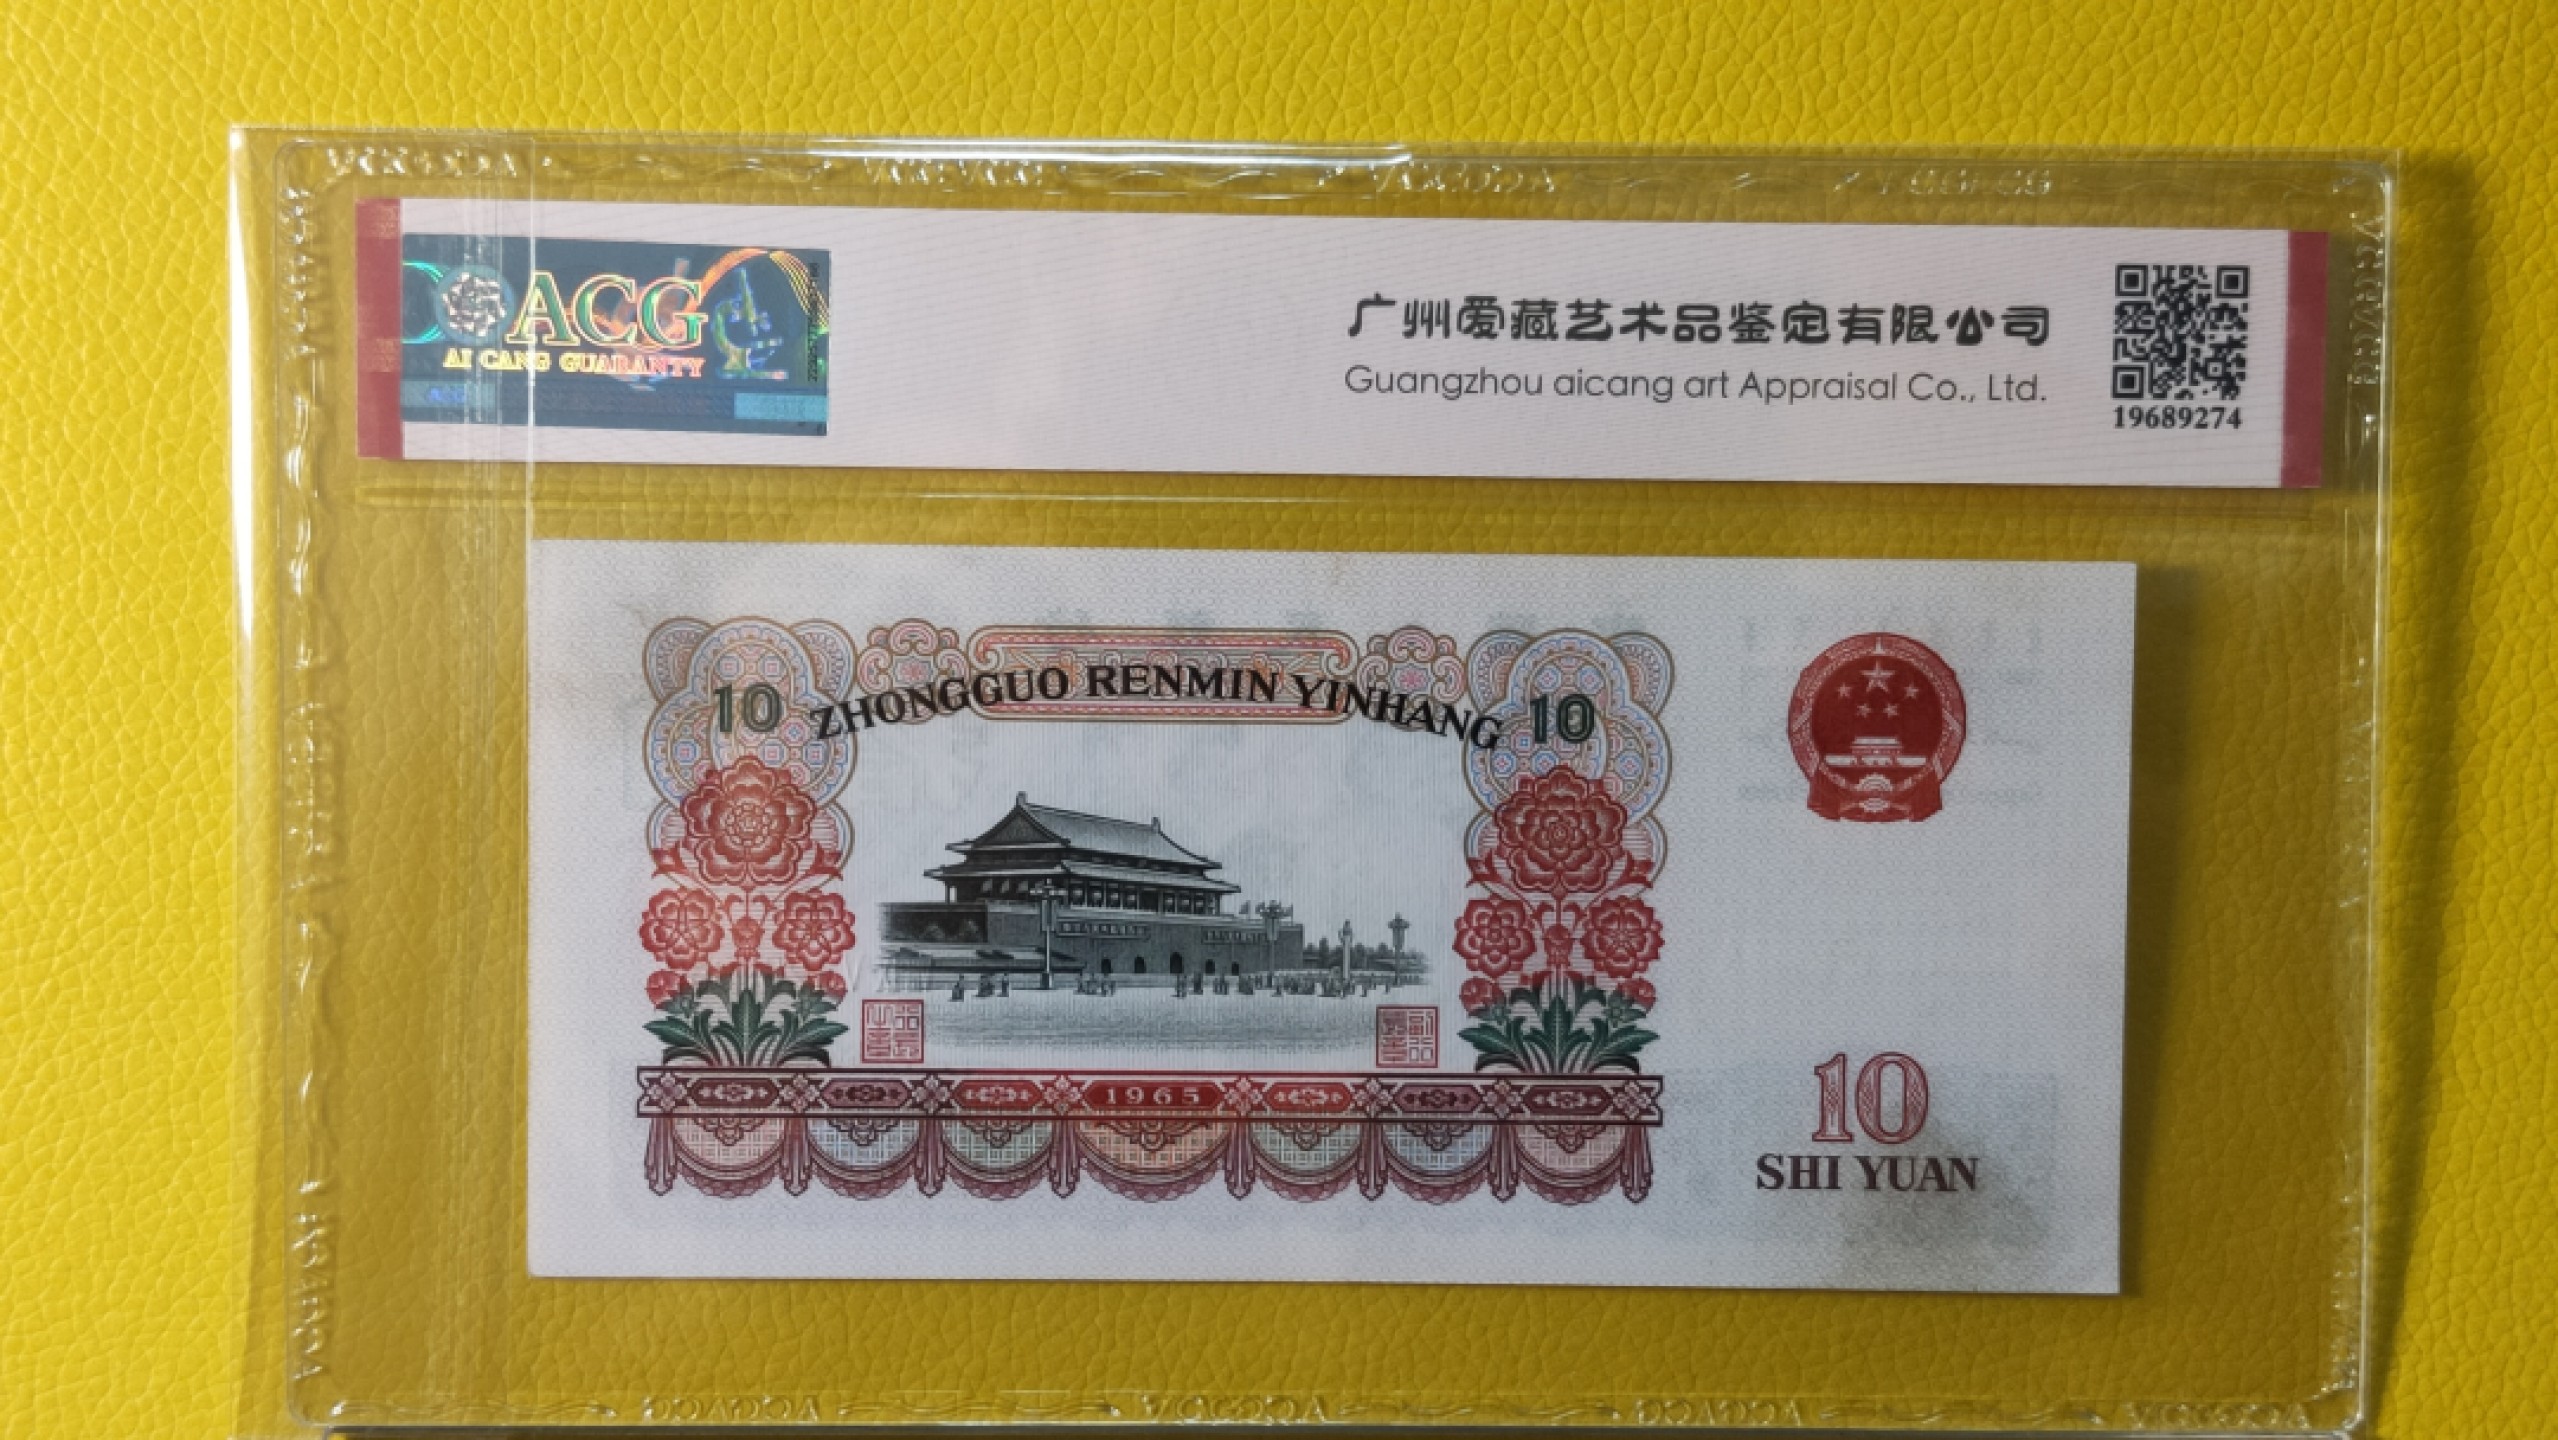 ACG
AI CANG GUARANTY
广州爱藏艺术品鉴定有限公司
Guangzhou aicang art Appraisal Co., Ltd.
19689274
10 ZHONGGUO RENMIN YINHANG 10
1965
10
SHI YUAN